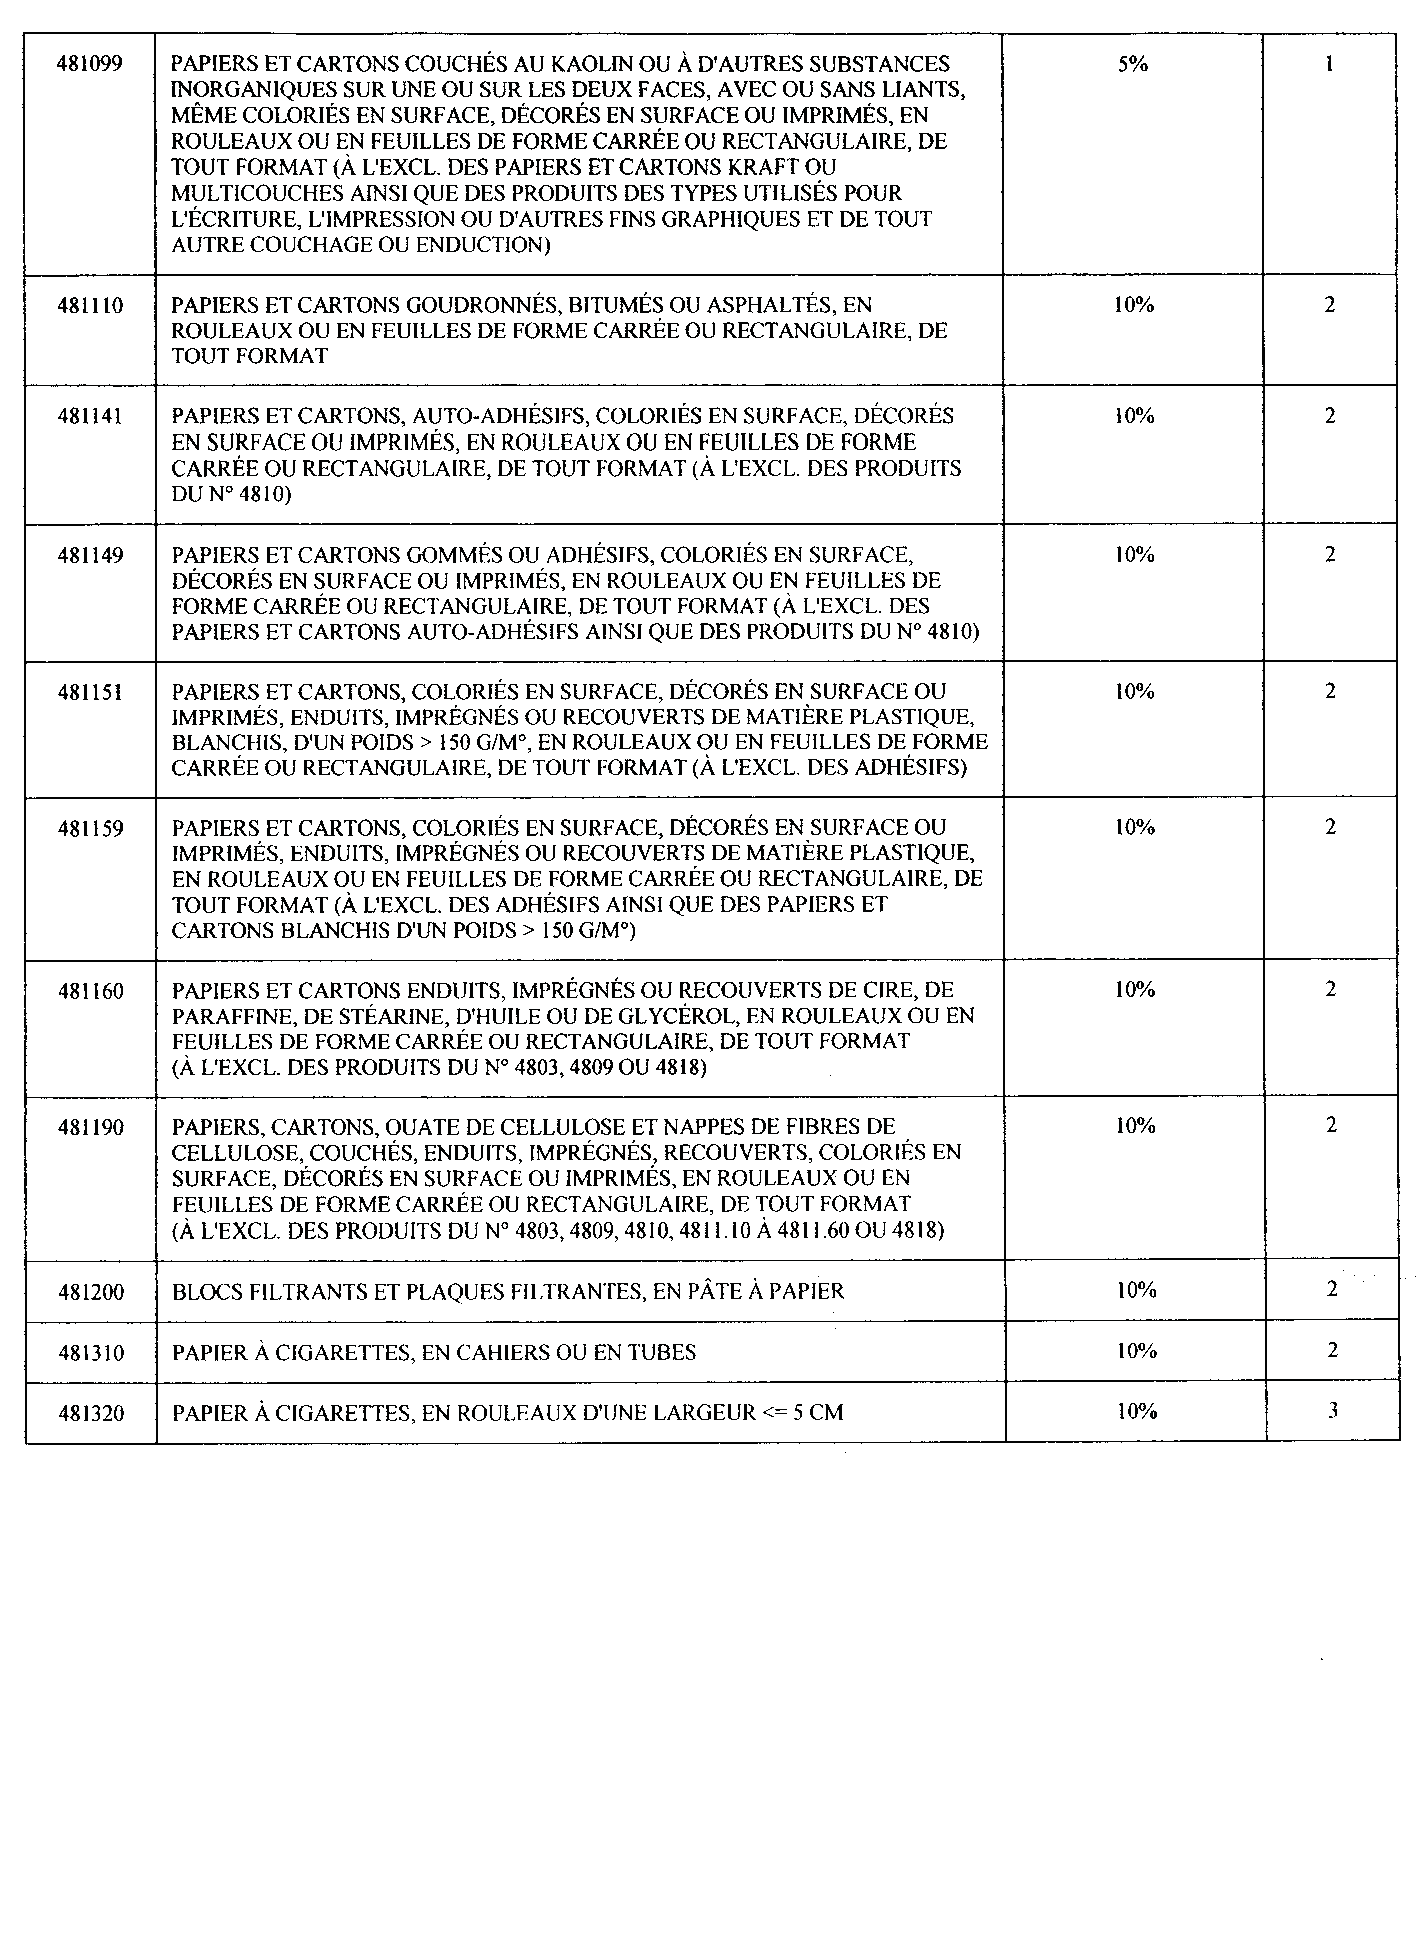 481099 PAPIERS ET CARTONS COUCHÉS AU KAOLIN OU À D'AUTRES SUBSTANCES 5% 1
INORGANIQUES SUR UNE OU SUR LES DEUX FACES, AVEC OU SANS LIANTS,
MÊME COLORIÉS EN SURFACE, DÉCORÉS EN SURFACE OU IMPRIMÉS, EN
ROULEAUX OU EN FEUILLES DE FORME CARRÉE OU RECTANGULAIRE, DE
TOUT FORMAT (À L'EXCL. DES PAPIERS ET CARTONS KRAFT OU
MULTICOUCHES AINSI QUE DES PRODUITS DES TYPES UTILISÉS POUR
L'ÉCRITURE, L'IMPRESSION OU D'AUTRES FINS GRAPHIQUES ET DE TOUT
AUTRE COUCHAGE OU ENDUCTION)
481110 PAPIERS ET CARTONS GOUDRONNÉS, BITUMÉS OU ASPHALTÉS, EN 10% 2
ROULEAUX OU EN FEUILLES DE FORME CARRÉE OU RECTANGULAIRE, DE
TOUT FORMAT
481141 PAPIERS ET CARTONS, AUTO-ADHÉSIFS, COLORIÉS EN SURFACE, DÉCORÉS 10% 2
EN SURFACE OU IMPRIMÉS, EN ROULEAUX OU EN FEUILLES DE FORME
CARRÉE OU RECTANGULAIRE, DE TOUT FORMAT (À L'EXCL. DES PRODUITS
DU N° 4810)
481149 PAPIERS ET CARTONS GOMMÉS OU ADHÉSIFS, COLORIÉS EN SURFACE, 10% 2
DÉCORÉS EN SURFACE OU IMPRIMÉS, EN ROULEAUX OU EN FEUILLES DE
FORME CARRÉE OU RECTANGULAIRE, DE TOUT FORMAT (À L'EXCL. DES
PAPIERS ET CARTONS AUTO-ADHÉSIFS AINSI QUE DES PRODUITS DU N° 4810)
481151 PAPIERS ET CARTONS, COLORIÉS EN SURFACE, DÉCORÉS EN SURFACE OU 10% 2
IMPRIMÉS, ENDUITS, IMPRÉGNÉS OU RECOUVERTS DE MATIÈRE PLASTIQUE,
BLANCHIS, D'UN POIDS > 150 G/M°, EN ROULEAUX OU EN FEUILLES DE FORME
CARRÉE OU RECTANGULAIRE, DE TOUT FORMAT (À L'EXCL. DES ADHÉSIFS)
481159 PAPIERS ET CARTONS, COLORIÉS EN SURFACE, DÉCORÉS EN SURFACE OU 10% 2
IMPRIMÉS, ENDUITS, IMPRÉGNÉS OU RECOUVERTS DE MATIÈRE PLASTIQUE,
EN ROULEAUX OU EN FEUILLES DE FORME CARRÉE OU RECTANGULAIRE, DE
TOUT FORMAT (À L'EXCL. DES ADHÉSIFS AINSI QUE DES PAPIERS ET
CARTONS BLANCHIS D'UN POIDS > 150 G/M°)
481160 PAPIERS ET CARTONS ENDUITS, IMPRÉGNÉS OU RECOUVERTS DE CIRE, DE 10% 2
PARAFFINE, DE STÉARINE, D'HUILE OU DE GLYCÉROL, EN ROULEAUX OU EN
FEUILLES DE FORME CARRÉE OU RECTANGULAIRE, DE TOUT FORMAT
(À L'EXCL. DES PRODUITS DU N° 4803, 4809 OU 4818)
481190 PAPIERS, CARTONS, OUATE DE CELLULOSE ET NAPPES DE FIBRES DE 10% 2
CELLULOSE, COUCHÉS, ENDUITS, IMPRÉGNÉS, RECOUVERTS, COLORIÉS EN
SURFACE, DÉCORÉS EN SURFACE OU IMPRIMÉS, EN ROULEAUX OU EN
FEUILLES DE FORME CARRÉE OU RECTANGULAIRE, DE TOUT FORMAT
(À L'EXCL. DES PRODUITS DU N° 4803, 4809, 4810, 4811.10 À 4811.60 OU 4818)
481200 BLOCS FILTRANTS ET PLAQUES FILTRANTES, EN PÂTE À PAPIER 10% 2
481310 PAPIER À CIGARETTES, EN CAHIERS OU EN TUBES 10% 2
481320 PAPIER À CIGARETTES, EN ROULEAUX D'UNE LARGEUR <= 5 CM 10% 3